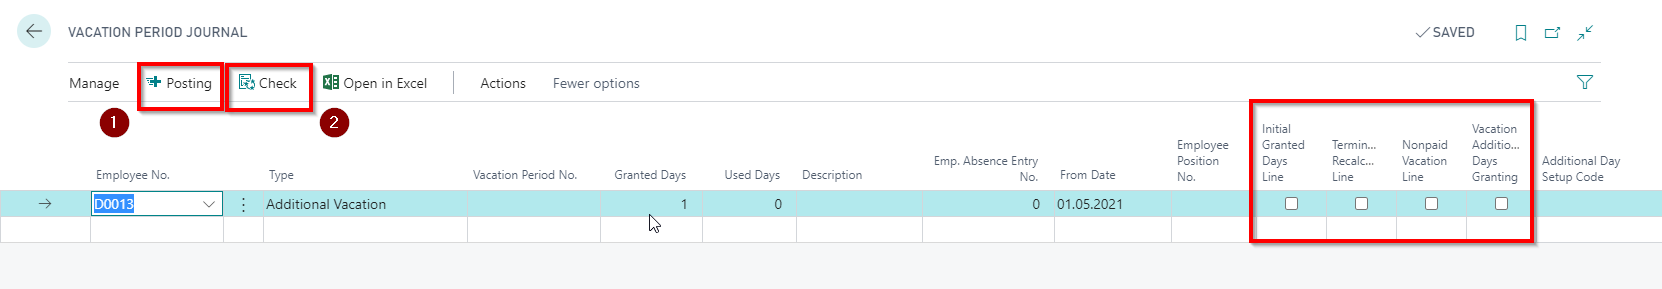 VACATION PERIOD JOURNAL
SAVED
Manage Posting Check Open in Excel Actions Fewer options
1 2
Employee No.
Type
Vacation Period No.
Granted Days
Used Days
Description
Emp. Absence Entry
No.
From Date
Employee
Position
No.
Initial
Granted
Days
Line
Termin...
Recalc...
Line
Nonpaid
Vacation
Line
Vacation
Additio...
Days
Granting
Additional Day
Setup Code
D0013 Additional Vacation 1 0 0 01.05.2021